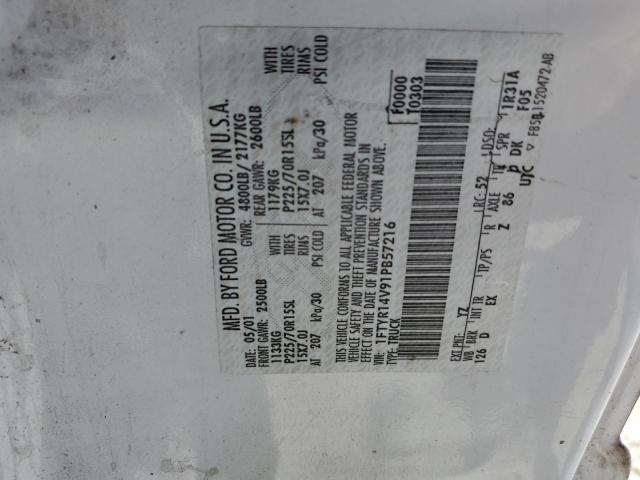 MFD. BY FORD MOTOR CO. IN U.S.A.
DATE: 05/01 GVWR: 4800LB/ 2177KG
FRONT GAWR: 2500LB REAR GAWR: 2600LB
1133KG 1179KG
P225/70R15SL TIRES P225/70R15SL TIRES
15X7.0J RIMS 15X7.0J RIMS
AT 207 kPa/30 PSI COLD AT 207 kPa/30 PSI COLD
THIS VEHICLE CONFORMS TO ALL APPLICABLE FEDERAL MOTOR
VEHICLE SAFETY AND THEFT PREVENTION STANDARDS IN
EFFECT ON THE DATE OF MANUFACTURE SHOWN ABOVE.
VIN: 1FTYR14V91PB57216 F0000
TYPE: TRUCK T0303
EXT PNT: YZ RC: 52 DSO:
WB BRK INT TR TP/PS R AXLE TR SPR 11R31A
126 D EX Z 86 P DK F05
UTC ▽ F85B-1520472-AB